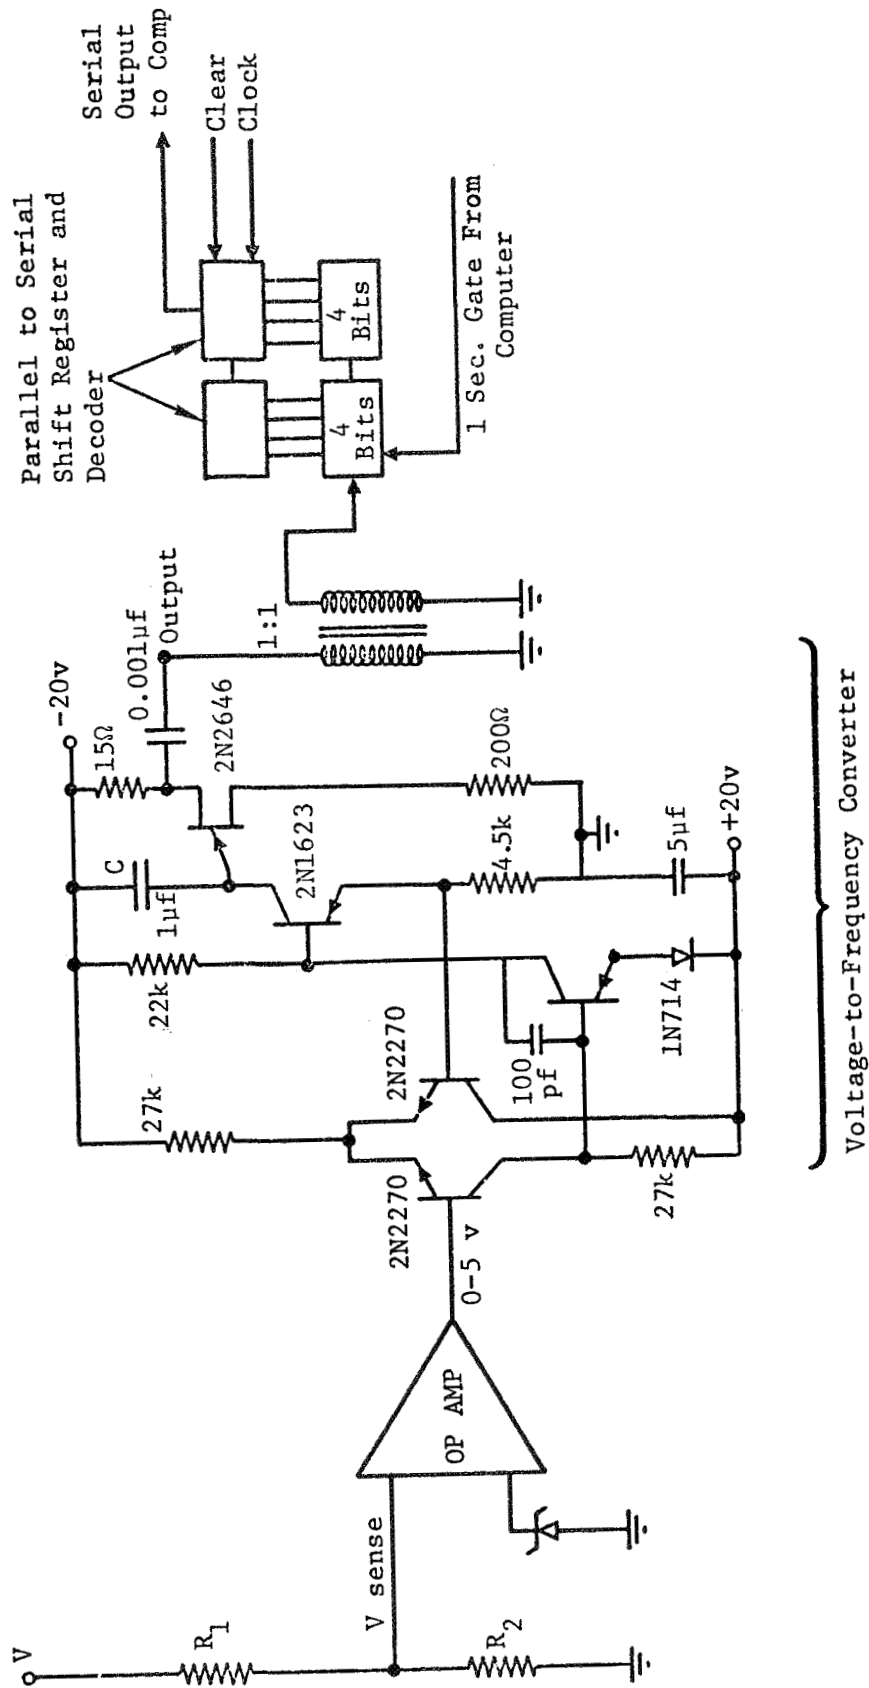 V
R1
V sense
R2
OP AMP
0-5 v
2N2270
27k
2N2270
27k
100
pf
22k
1N714
1μf
C
2N1623
4.5k
5μf
+20v
-20v
15Ω
2N2646
200Ω
0.001μf
Output
1:1
Voltage-to-Frequency Converter
Parallel to Serial
Shift Register and
Decoder
4
Bits
4
Bits
1 Sec. Gate From
Computer
Serial
Output
to Comp
Clear
Clock